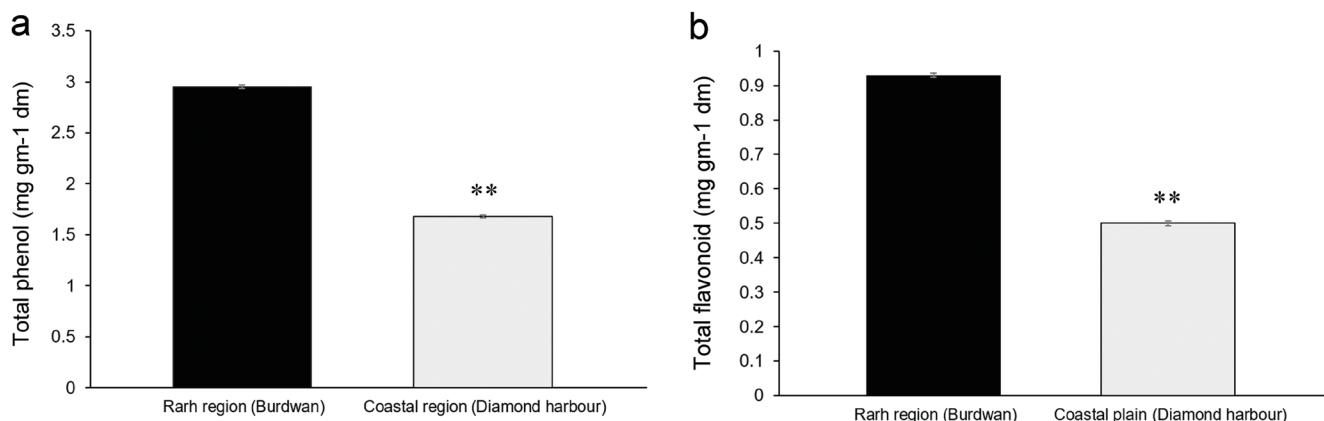 a
Total phenol (mg gm-1 dm)
3.5
3
2.5
2
1.5
1
0.5
0
**
Rarh region (Burdwan)
Coastal region (Diamond harbour)
b
Total flavonoid (mg gm-1 dm)
1
0.9
0.8
0.7
0.6
0.5
0.4
0.3
0.2
0.1
0
**
Rarh region (Burdwan)
Coastal plain (Diamond harbour)